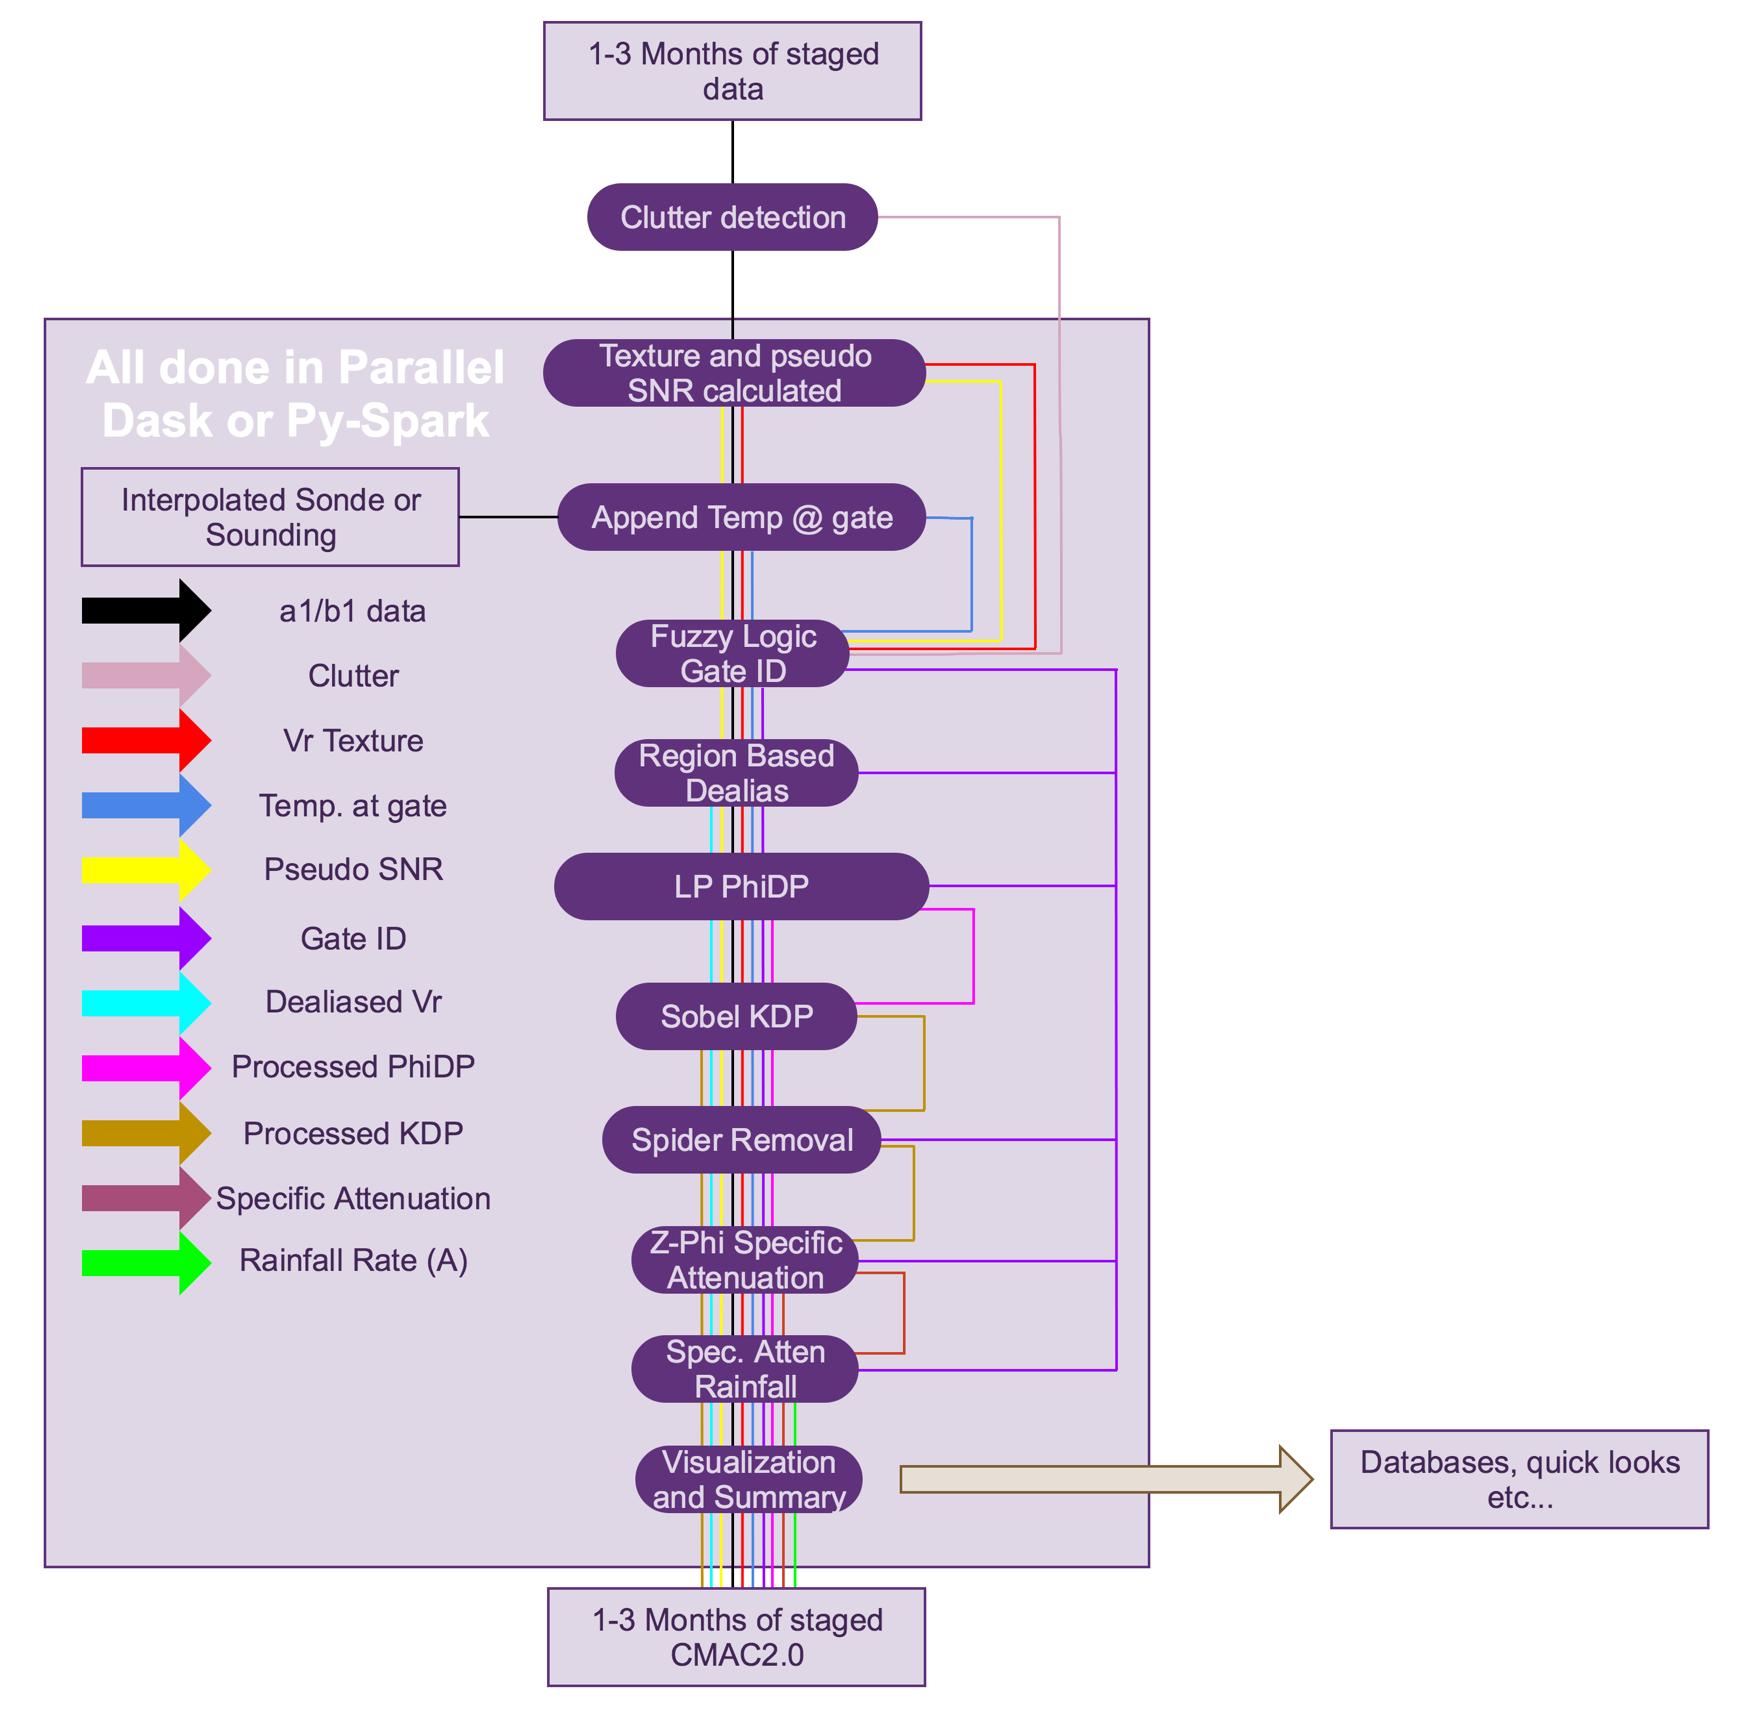 1-3 Months of staged
data
Clutter detection
All done in Parallel
Dask or Py-Spark
Texture and pseudo
SNR calculated
Interpolated Sonde or
Sounding
Append Temp @ gate
a1/b1 data
Clutter
Vr Texture
Temp. at gate
Pseudo SNR
Gate ID
Dealiased Vr
Processed PhiDP
Processed KDP
Specific Attenuation
Rainfall Rate (A)
Fuzzy Logic
Gate ID
Region Based
Dealias
LP PhiDP
Sobel KDP
Spider Removal
Z-Phi Specific
Attenuation
Spec. Atten
Rainfall
Visualization
and Summary
Databases, quick looks
etc...
1-3 Months of staged
CMAC2.0